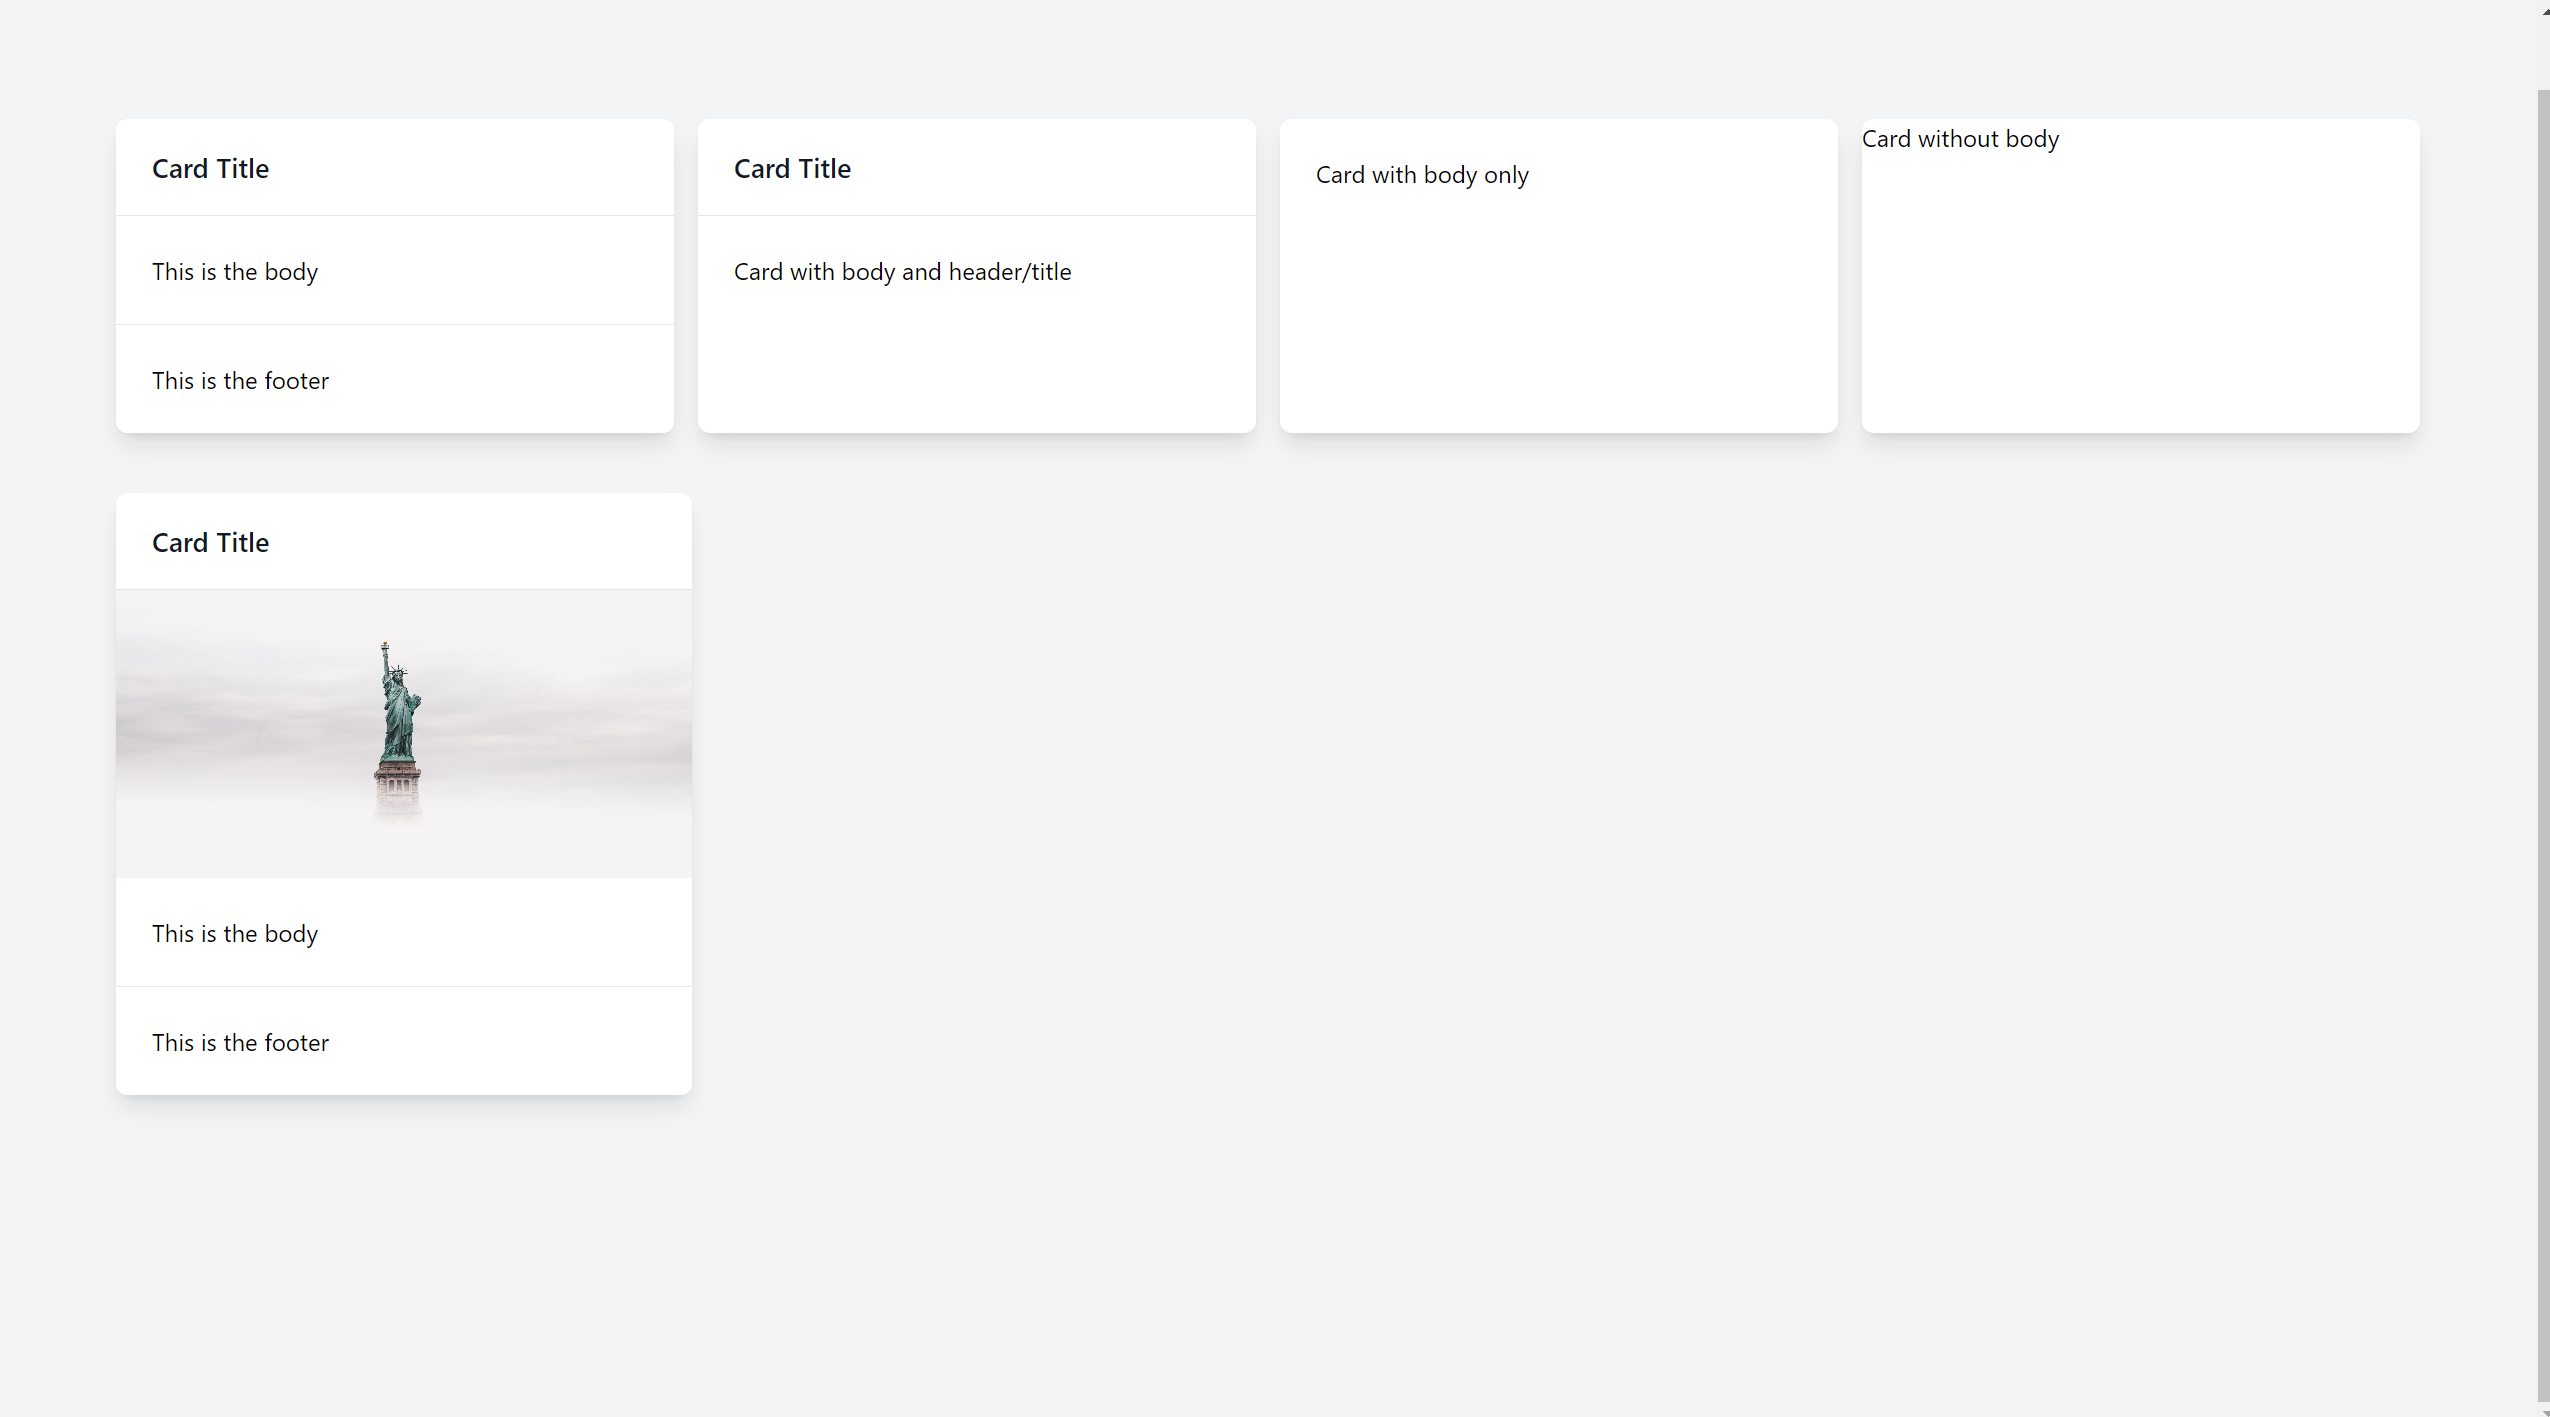 Card Title
This is the body
This is the footer
Card Title
Card with body and header/title
Card with body only
Card without body
Card Title
This is the body
This is the footer